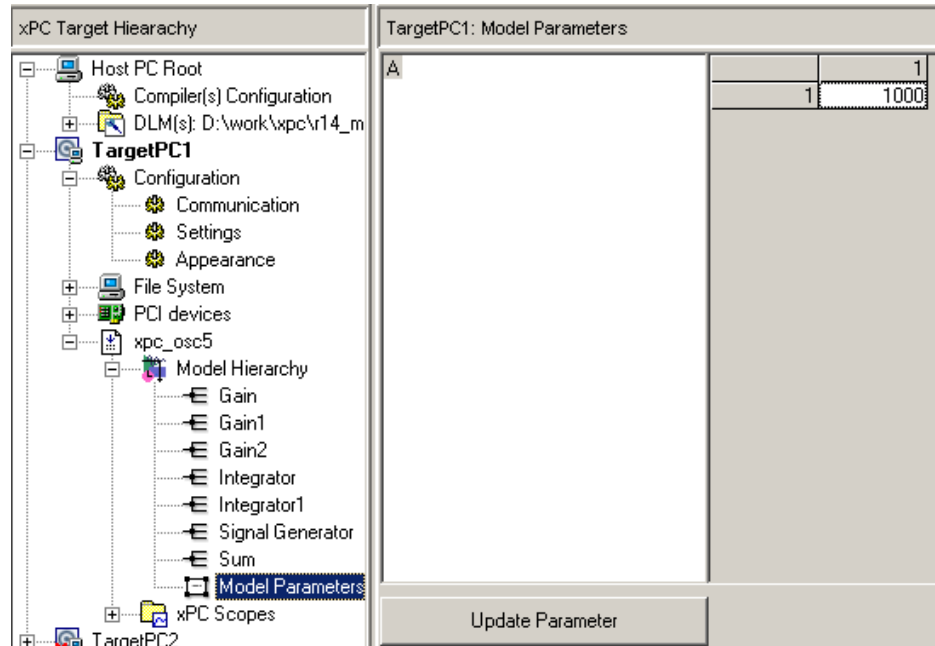 xPC Target Hiearachy
Host PC Root
Compiler(s) Configuration
DLM(s): D:\work\xpc\r14_m
TargetPC1
Configuration
Communication
Settings
Appearance
File System
PCI devices
xpc_osc5
Model Hierarchy
Gain
Gain1
Gain2
Integrator
Integrator1
Signal Generator
Sum
Model Parameters
xPC Scopes
TargetPC2
TargetPC1: Model Parameters
A
1
1 1000
Update Parameter